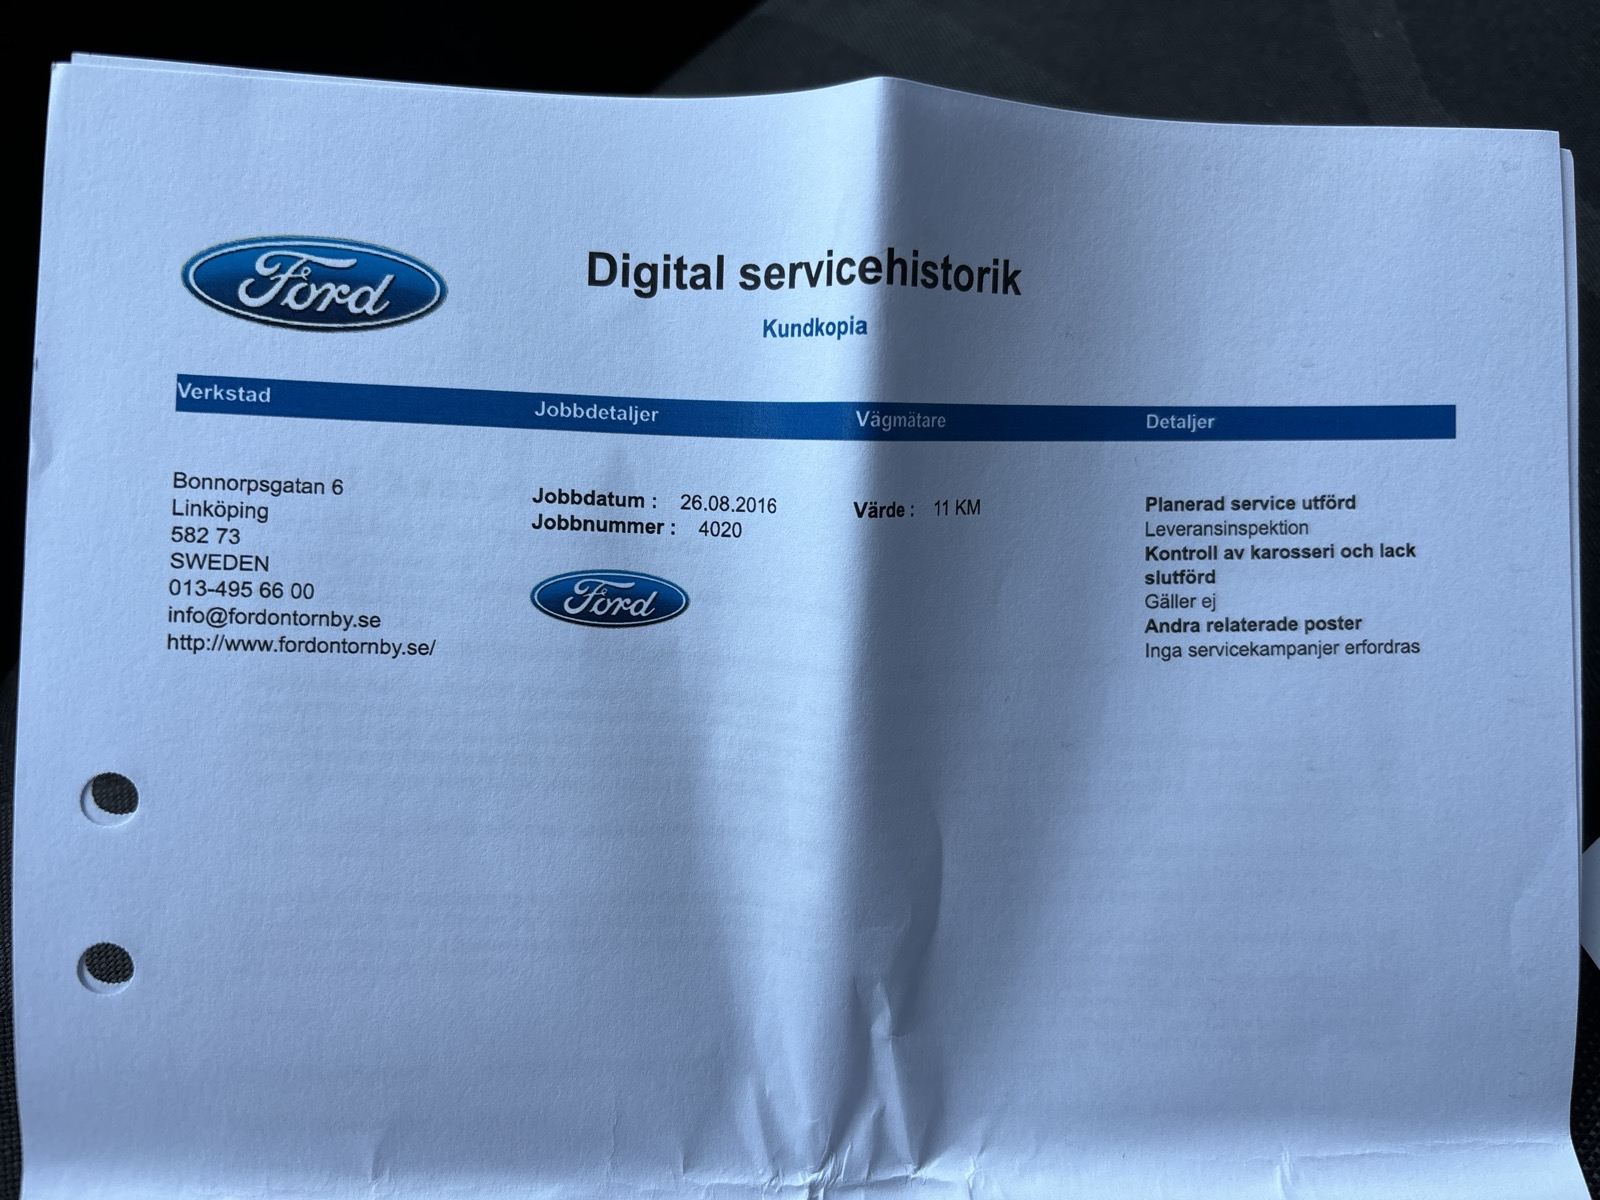 Ford
Digital servicehistorik
Kundkopia
Verkstad Jobbdetaljer Vägmätare Detaljer
Bonnorpsgatan 6
Linköping
582 73
SWEDEN
013-495 66 00
info@fordontornby.se
http://www.fordontornby.se/
Jobbdatum : 26.08.2016
Jobbnummer : 4020
Ford
Värde : 11 KM
Planerad service utförd
Leveransinspektion
Kontroll av karosseri och lack
slutförd
Gäller ej
Andra relaterade poster
Inga servicekampanjer erfordras